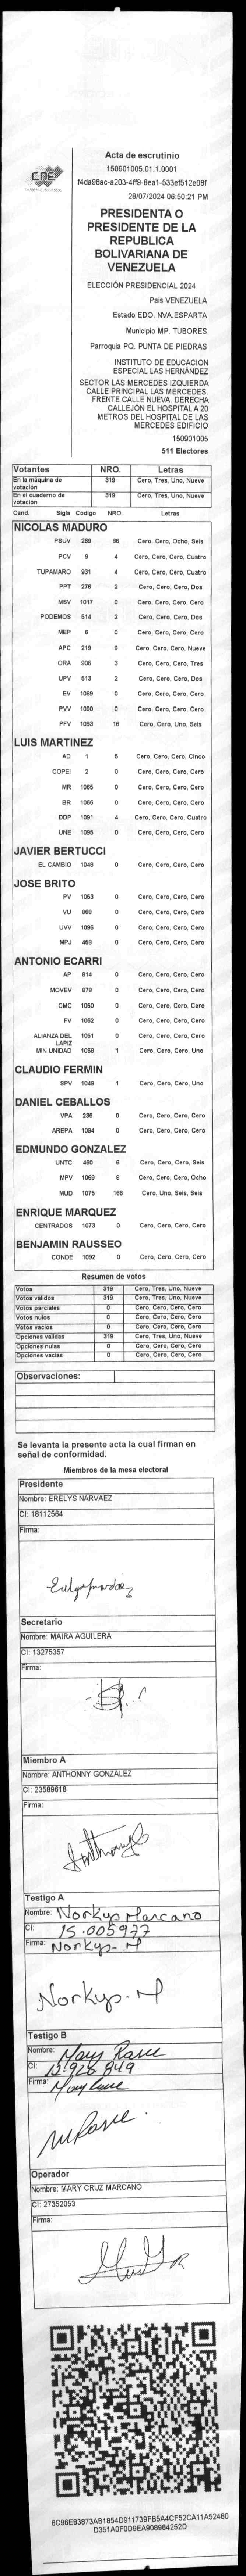 Acta de escrutinio
150901005.01.1.0001
f4da98ac-a203-4ff9-8ea1-533ef512e08f
28/07/2024 06:50:21 PM
CNE
PRESIDENTA O
PRESIDENTE DE LA
REPUBLICA
BOLIVARIANA DE
VENEZUELA
ELECCIÓN PRESIDENCIAL 2024
País VENEZUELA
Estado EDO. NVA.ESPARTA
Municipio MP. TUBORES
Parroquia PQ. PUNTA DE PIEDRAS
INSTITUTO DE EDUCACION
ESPECIAL LAS HERNÁNDEZ
SECTOR LAS MERCEDES IZQUIERDA
CALLE PRINCIPAL LAS MERCEDES.
FRENTE CALLE NUEVA. DERECHA
CALLEJÓN EL HOSPITAL A 20
METROS DEL HOSPITAL DE LAS
MERCEDES EDIFICIO
150901005
511 Electores
Votantes NRO. Letras
En la máquina de votación 319 Cero, Tres, Uno, Nueve
En el cuaderno de votación 319 Cero, Tres, Uno, Nueve
Cand. Sigla Código NRO. Letras
NICOLAS MADURO
PSUV 269 86 Cero, Cero, Ocho, Seis
PCV 9 4 Cero, Cero, Cero, Cuatro
TUPAMARO 931 4 Cero, Cero, Cero, Cuatro
PPT 276 2 Cero, Cero, Cero, Dos
MSV 1017 0 Cero, Cero, Cero, Cero
PODEMOS 514 2 Cero, Cero, Cero, Dos
MEP 6 0 Cero, Cero, Cero, Cero
APC 219 9 Cero, Cero, Cero, Nueve
ORA 906 3 Cero, Cero, Cero, Tres
UPV 513 2 Cero, Cero, Cero, Dos
EV 1089 0 Cero, Cero, Cero, Cero
PVV 1090 0 Cero, Cero, Cero, Cero
PFV 1093 16 Cero, Cero, Uno, Seis
LUIS MARTINEZ
AD 1 5 Cero, Cero, Cero, Cinco
COPEI 2 0 Cero, Cero, Cero, Cero
MR 1065 0 Cero, Cero, Cero, Cero
BR 1066 0 Cero, Cero, Cero, Cero
DDP 1091 4 Cero, Cero, Cero, Cuatro
UNE 1095 0 Cero, Cero, Cero, Cero
JAVIER BERTUCCI
EL CAMBIO 1048 0 Cero, Cero, Cero, Cero
JOSE BRITO
PV 1053 0 Cero, Cero, Cero, Cero
VU 868 0 Cero, Cero, Cero, Cero
UVV 1096 0 Cero, Cero, Cero, Cero
MPJ 458 0 Cero, Cero, Cero, Cero
ANTONIO ECARRI
AP 814 0 Cero, Cero, Cero, Cero
MOVEV 878 0 Cero, Cero, Cero, Cero
CMC 1050 0 Cero, Cero, Cero, Cero
FV 1062 0 Cero, Cero, Cero, Cero
ALIANZA DEL LAPIZ 1051 0 Cero, Cero, Cero, Cero
MIN UNIDAD 1068 1 Cero, Cero, Cero, Uno
CLAUDIO FERMIN
SPV 1049 1 Cero, Cero, Cero, Uno
DANIEL CEBALLOS
VPA 236 0 Cero, Cero, Cero, Cero
AREPA 1094 0 Cero, Cero, Cero, Cero
EDMUNDO GONZALEZ
UNTC 460 6 Cero, Cero, Cero, Seis
MPV 1069 8 Cero, Cero, Cero, Ocho
MUD 1075 166 Cero, Uno, Seis, Seis
ENRIQUE MARQUEZ
CENTRADOS 1073 0 Cero, Cero, Cero, Cero
BENJAMIN RAUSSEO
CONDE 1092 0 Cero, Cero, Cero, Cero
Resumen de votos
Votos 319 Cero, Tres, Uno, Nueve
Votos válidos 319 Cero, Tres, Uno, Nueve
Votos parciales 0 Cero, Cero, Cero, Cero
Votos nulos 0 Cero, Cero, Cero, Cero
Votos vacios 0 Cero, Cero, Cero, Cero
Opciones validas 319 Cero, Tres, Uno, Nueve
Opciones nulas 0 Cero, Cero, Cero, Cero
Opciones vacias 0 Cero, Cero, Cero, Cero
Observaciones:
Se levanta la presente acta la cual firman en
señal de conformidad.
Miembros de la mesa electoral
Presidente
Nombre: ERELYS NARVAEZ
CI: 18112564
Firma:
Secretario
Nombre: MAIRA AGUILERA
CI: 13275357
Firma:
Miembro A
Nombre: ANTHONNY GONZALEZ
CI: 23589618
Firma:
Testigo A
Nombre: Norkys Marcano
CI: 15.005977
Firma: Norkys-M
Norkys-M
Testigo B
Nombre: Mary
CI: 12.928 849
Firma:
Operador
Nombre: MARY CRUZ MARCANO
CI: 27352053
Firma:
6C96E83873AB1854D911739FB5A4CF52CA11A52480
D351A0F0D9EA908984252D